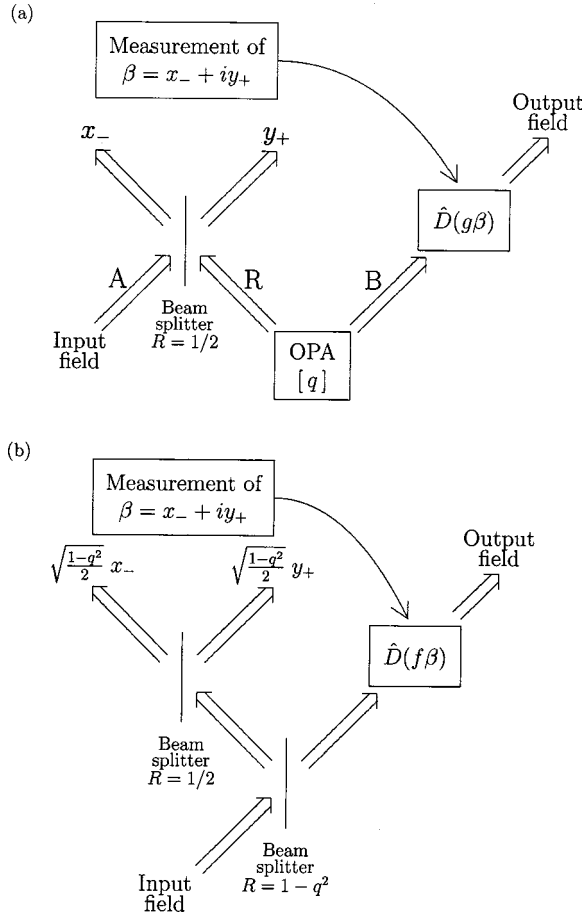 (a)
Measurement of
β = x₋ + iy₊
Output
field
x₋
y₊
D̂(gβ)
A
R
B
Input
field
Beam
splitter
R = 1/2
OPA
[ q ]
(b)
Measurement of
β = x₋ + iy₊
Output
field
√((1−q²)/2) x₋
√((1−q²)/2) y₊
D̂(fβ)
Beam
splitter
R = 1/2
Input
field
Beam
splitter
R = 1 − q²